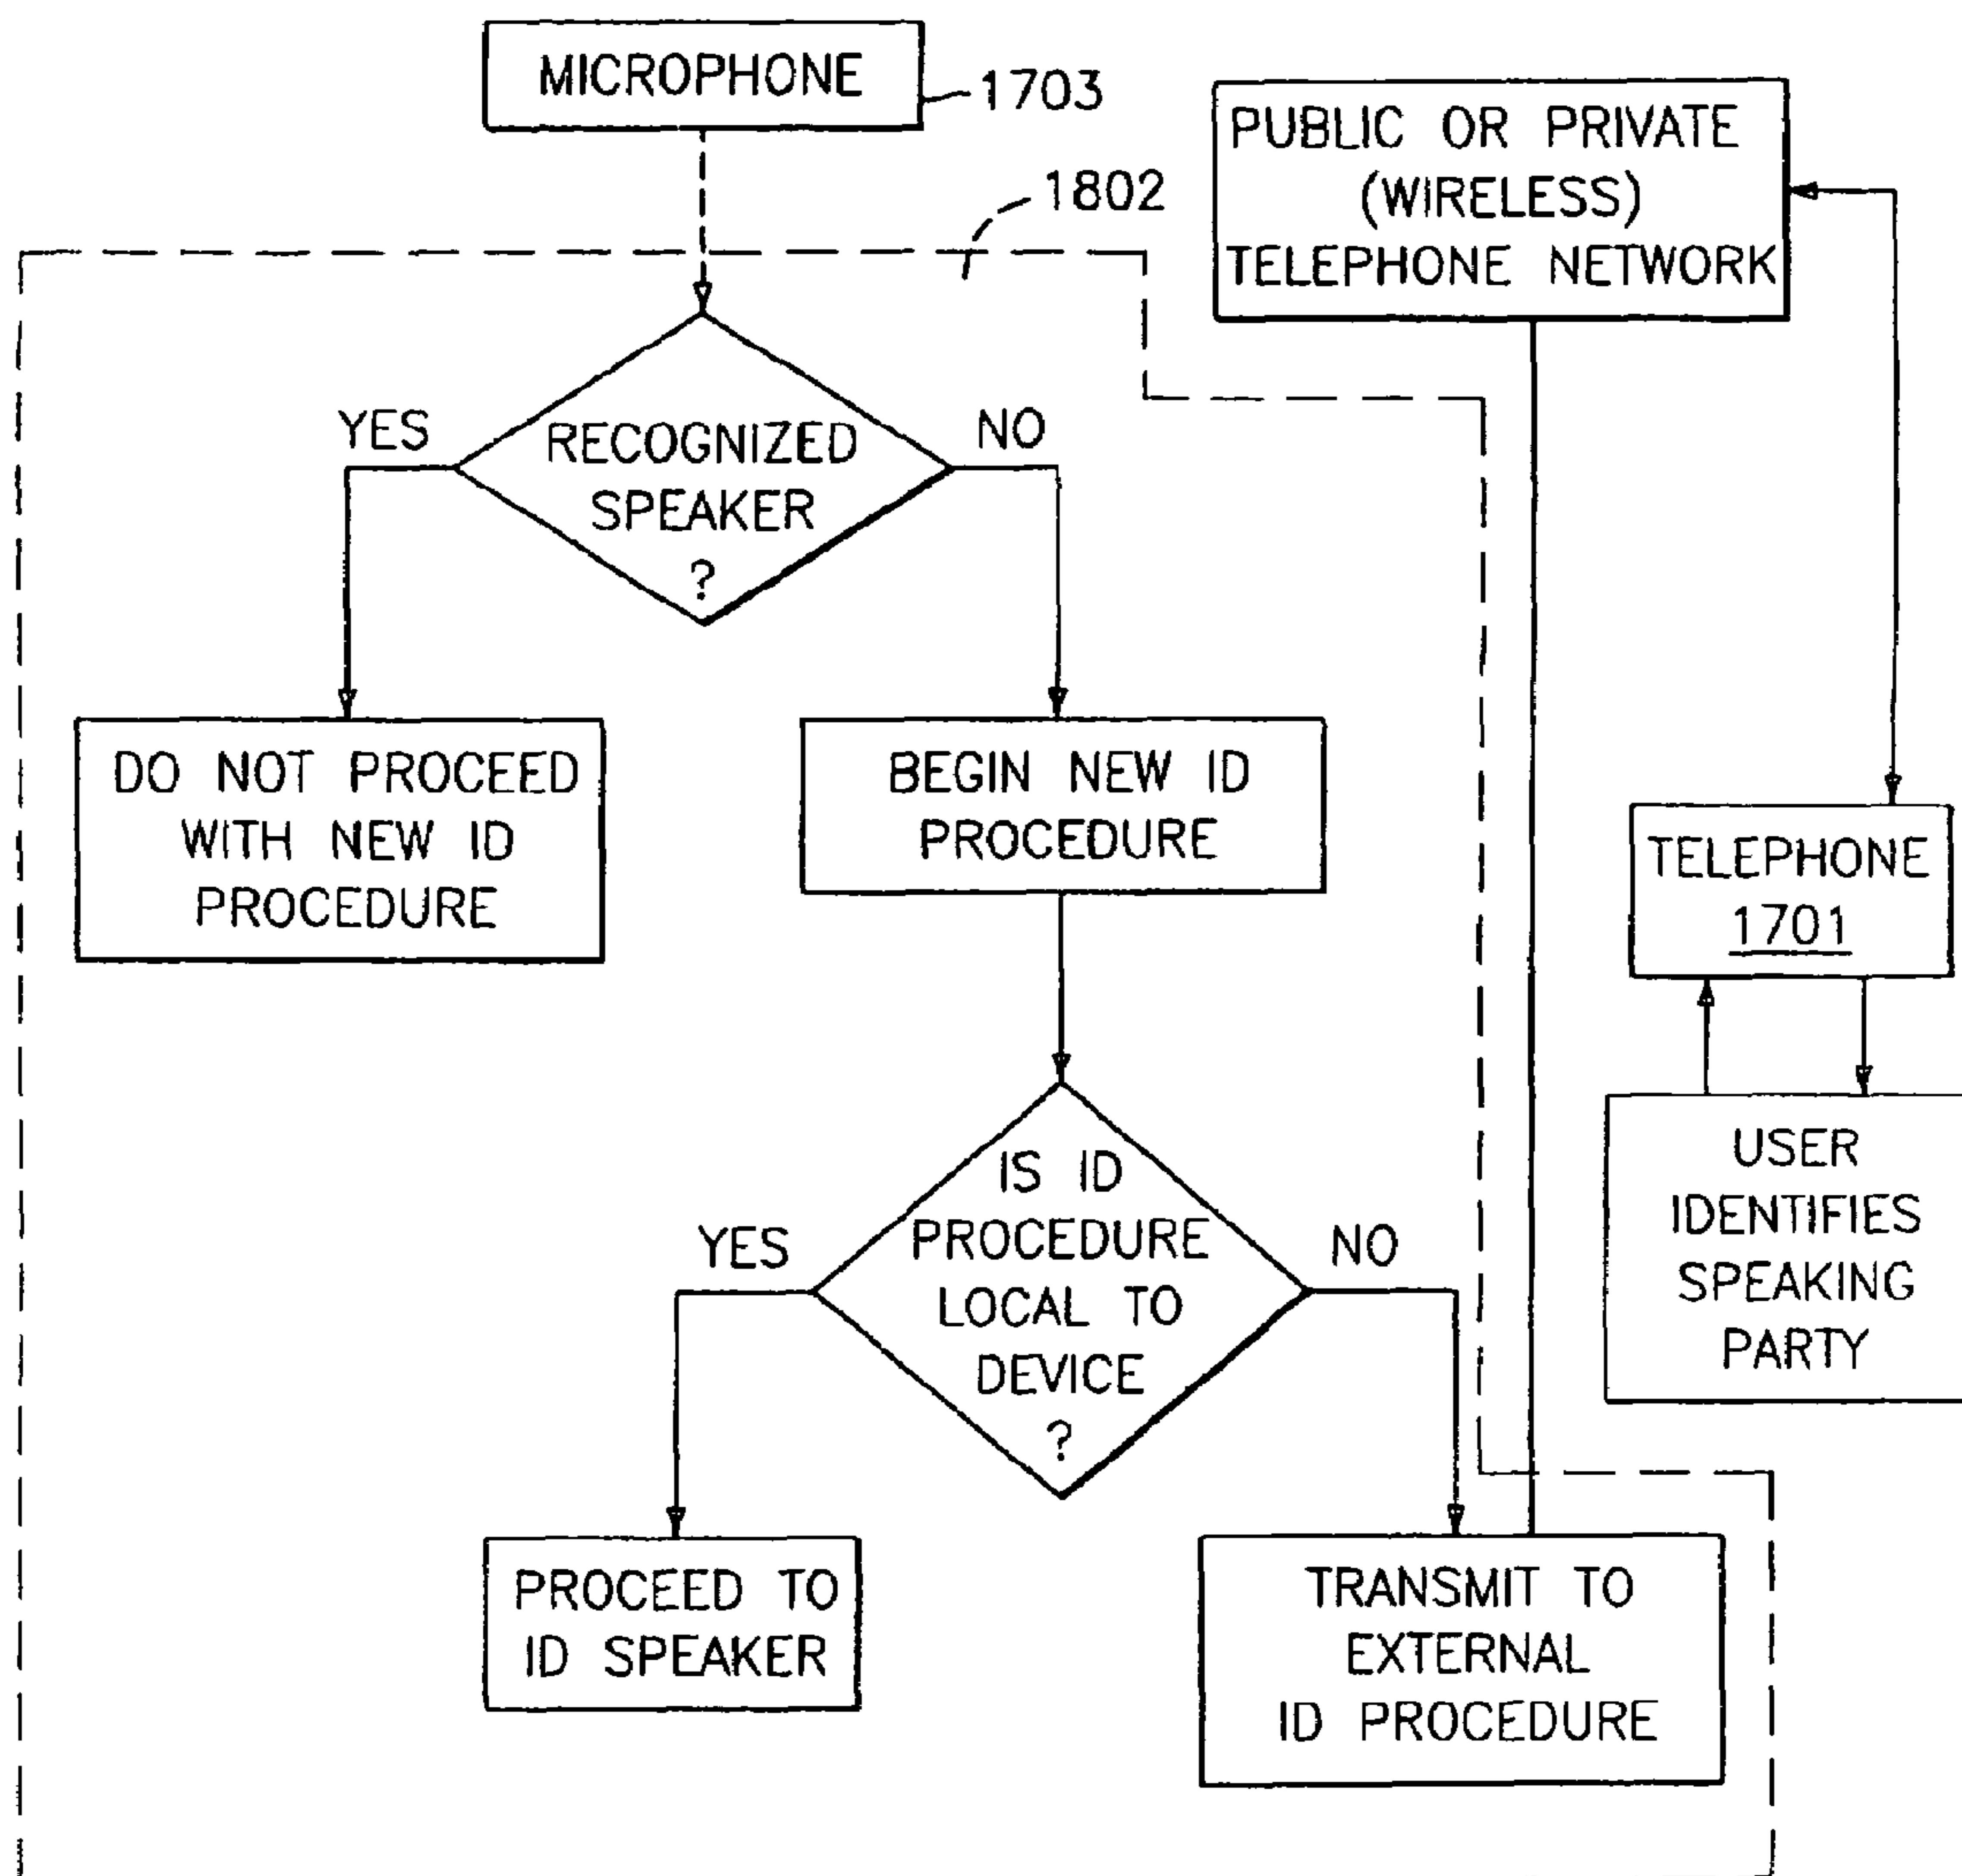 MICROPHONE
1703
1802
PUBLIC OR PRIVATE
(WIRELESS)
TELEPHONE NETWORK
YES
RECOGNIZED
SPEAKER
?
NO
DO NOT PROCEED
WITH NEW ID
PROCEDURE
BEGIN NEW ID
PROCEDURE
TELEPHONE
1701
USER
IDENTIFIES
SPEAKING
PARTY
YES
IS ID
PROCEDURE
LOCAL TO
DEVICE
?
NO
PROCEED TO
ID SPEAKER
TRANSMIT TO
EXTERNAL
ID PROCEDURE